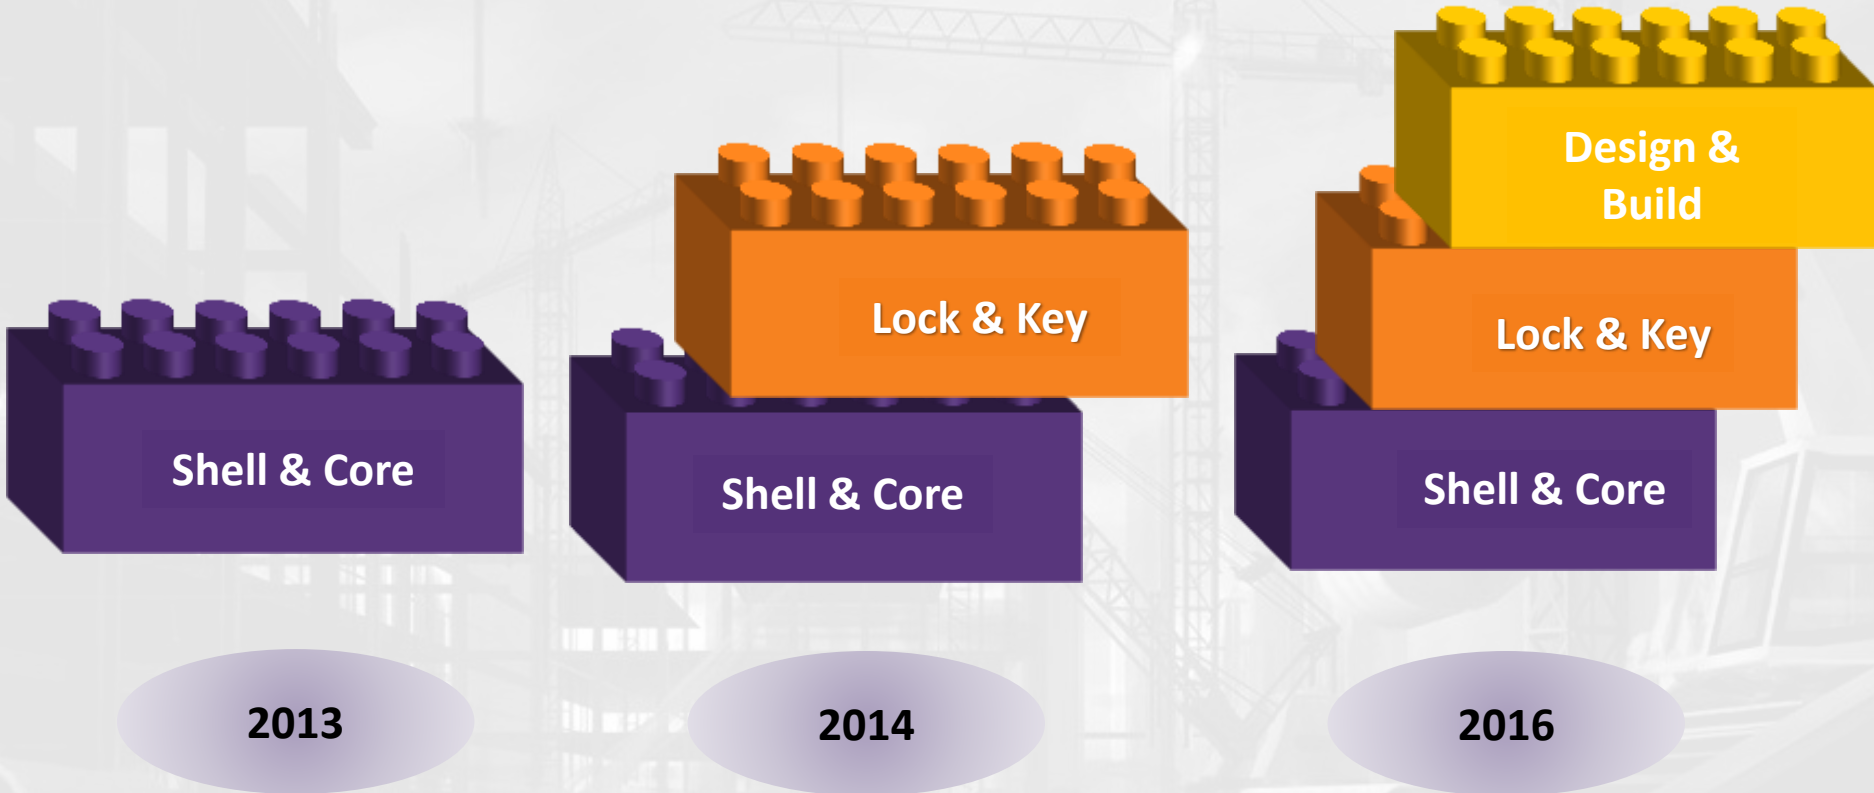 Shell & Core
2013
Lock & Key
Shell & Core
2014
Design &
Build
Lock & Key
Shell & Core
2016